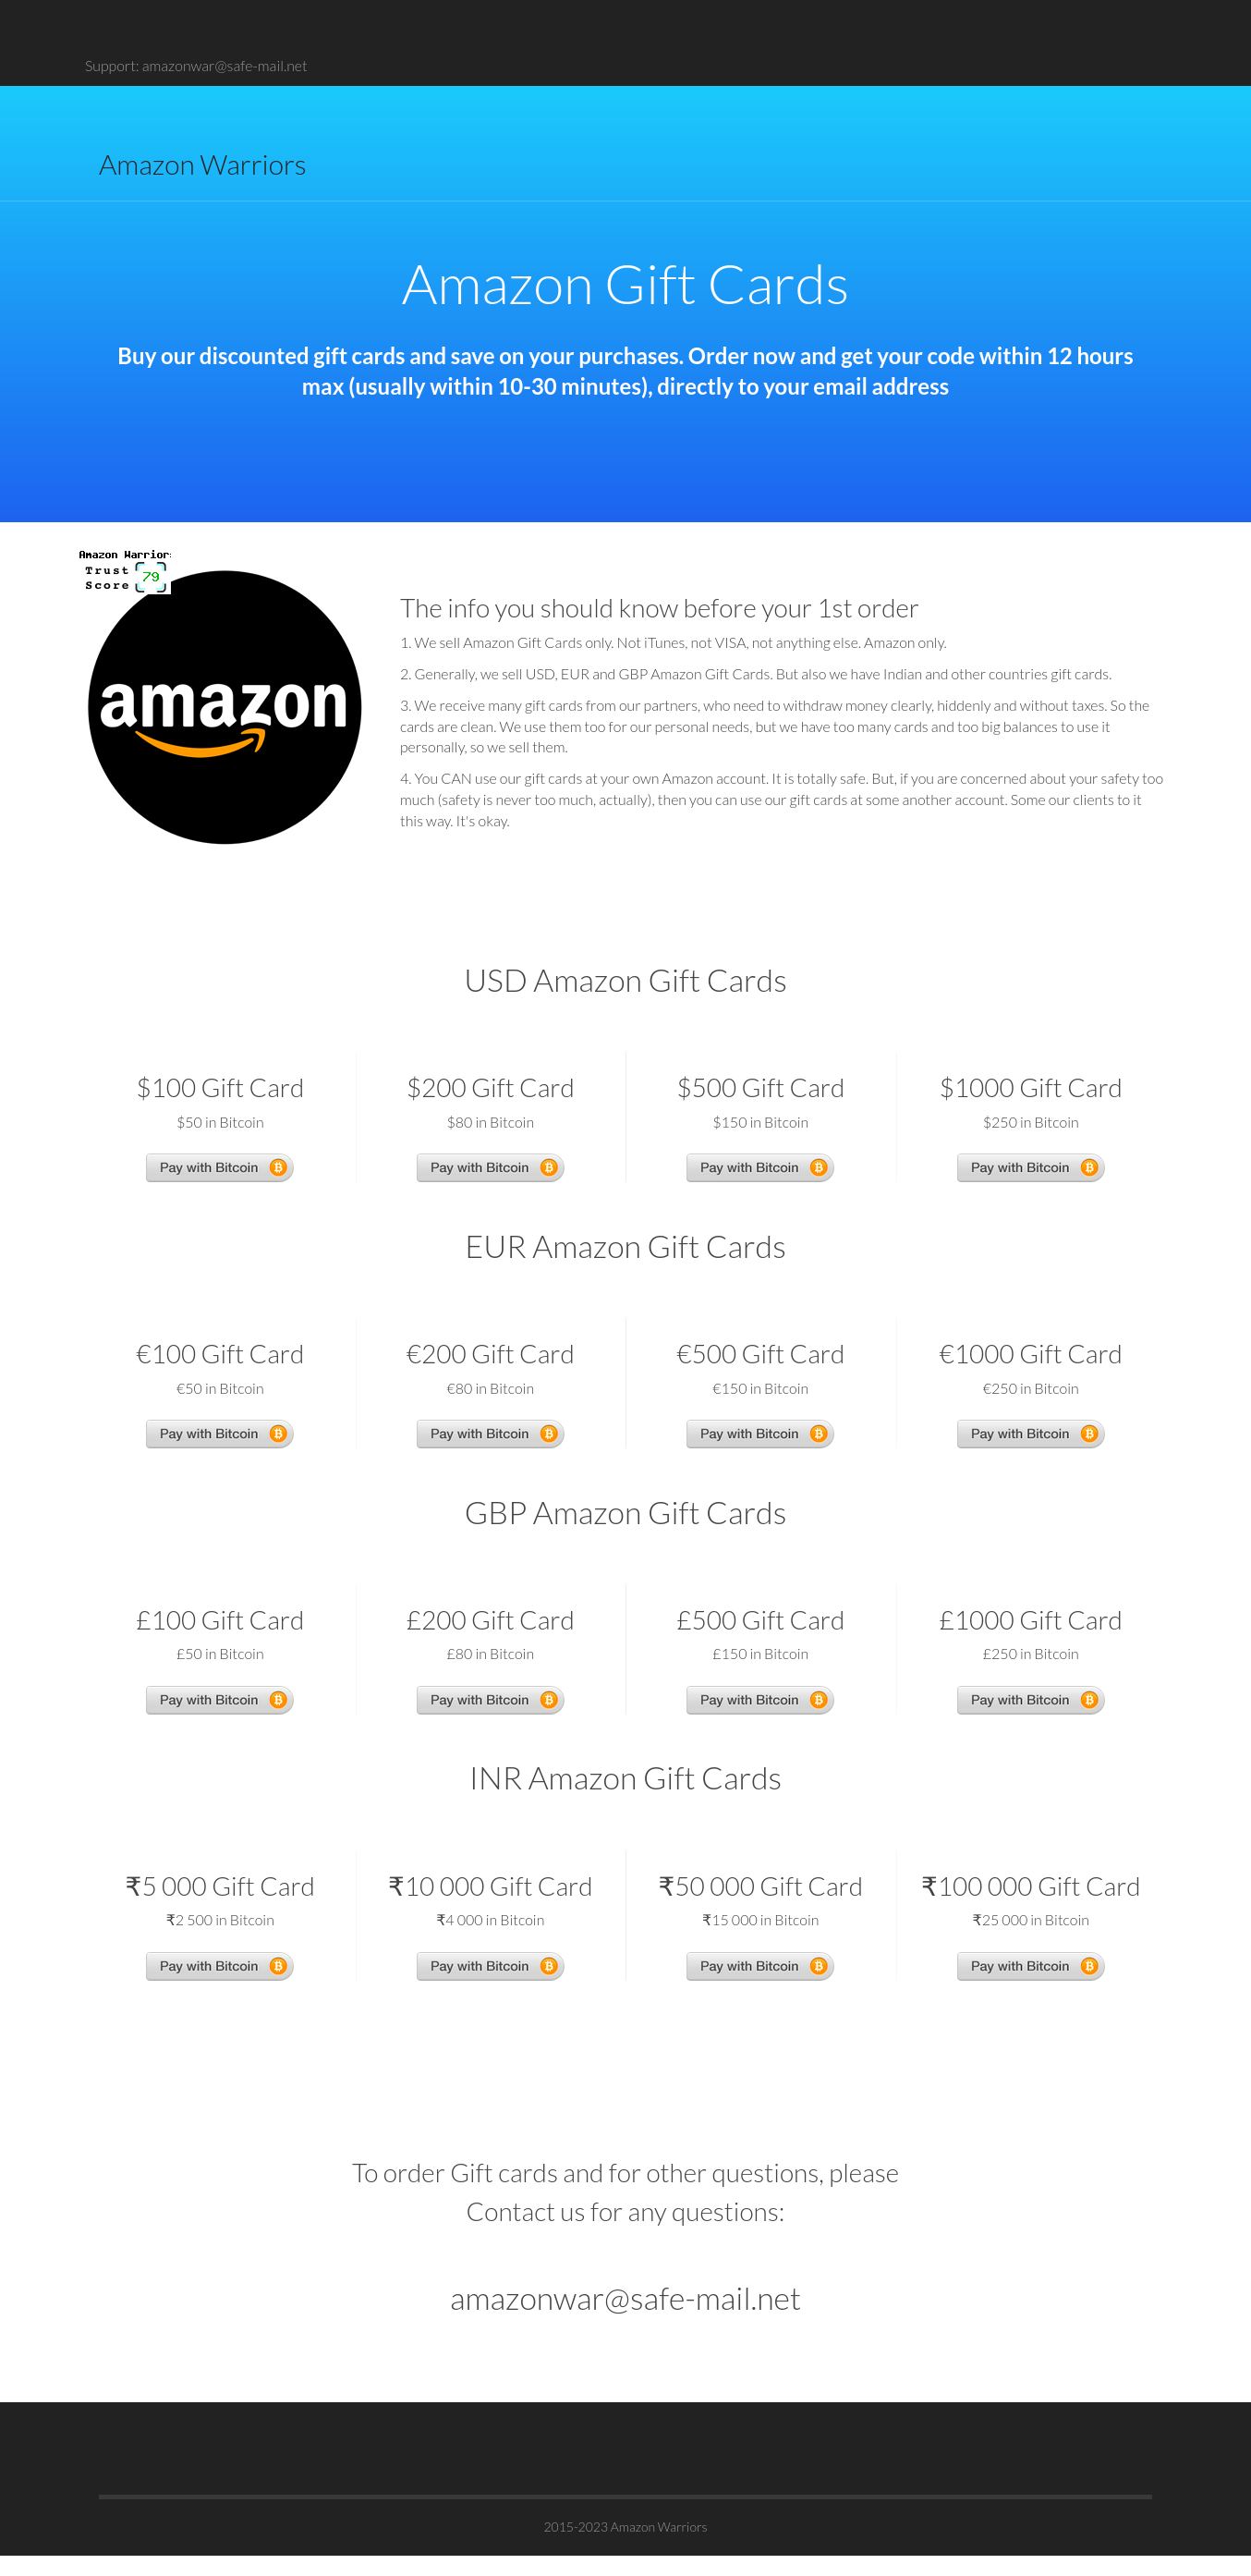 Support: amazonwar@safe-mail.net
Amazon Warriors
Amazon Gift Cards
Buy our discounted gift cards and save on your purchases. Order now and get your code within 12 hours
max (usually within 10-30 minutes), directly to your email address
Amazon Warriors
Trust
Score
79
amazon
The info you should know before your 1st order
1. We sell Amazon Gift Cards only. Not iTunes, not VISA, not anything else. Amazon only.
2. Generally, we sell USD, EUR and GBP Amazon Gift Cards. But also we have Indian and other countries gift cards.
3. We receive many gift cards from our partners, who need to withdraw money clearly, hiddenly and without taxes. So the
cards are clean. We use them too for our personal needs, but we have too many cards and too big balances to use it
personally, so we sell them.
4. You CAN use our gift cards at your own Amazon account. It is totally safe. But, if you are concerned about your safety too
much (safety is never too much, actually), then you can use our gift cards at some another account. Some our clients to it
this way. It's okay.
USD Amazon Gift Cards
$100 Gift Card
$50 in Bitcoin
Pay with Bitcoin
$200 Gift Card
$80 in Bitcoin
Pay with Bitcoin
$500 Gift Card
$150 in Bitcoin
Pay with Bitcoin
$1000 Gift Card
$250 in Bitcoin
Pay with Bitcoin
EUR Amazon Gift Cards
€100 Gift Card
€50 in Bitcoin
Pay with Bitcoin
€200 Gift Card
€80 in Bitcoin
Pay with Bitcoin
€500 Gift Card
€150 in Bitcoin
Pay with Bitcoin
€1000 Gift Card
€250 in Bitcoin
Pay with Bitcoin
GBP Amazon Gift Cards
£100 Gift Card
£50 in Bitcoin
Pay with Bitcoin
£200 Gift Card
£80 in Bitcoin
Pay with Bitcoin
£500 Gift Card
£150 in Bitcoin
Pay with Bitcoin
£1000 Gift Card
£250 in Bitcoin
Pay with Bitcoin
INR Amazon Gift Cards
₹5 000 Gift Card
₹2 500 in Bitcoin
Pay with Bitcoin
₹10 000 Gift Card
₹4 000 in Bitcoin
Pay with Bitcoin
₹50 000 Gift Card
₹15 000 in Bitcoin
Pay with Bitcoin
₹100 000 Gift Card
₹25 000 in Bitcoin
Pay with Bitcoin
To order Gift cards and for other questions, please
Contact us for any questions:
amazonwar@safe-mail.net
2015-2023 Amazon Warriors